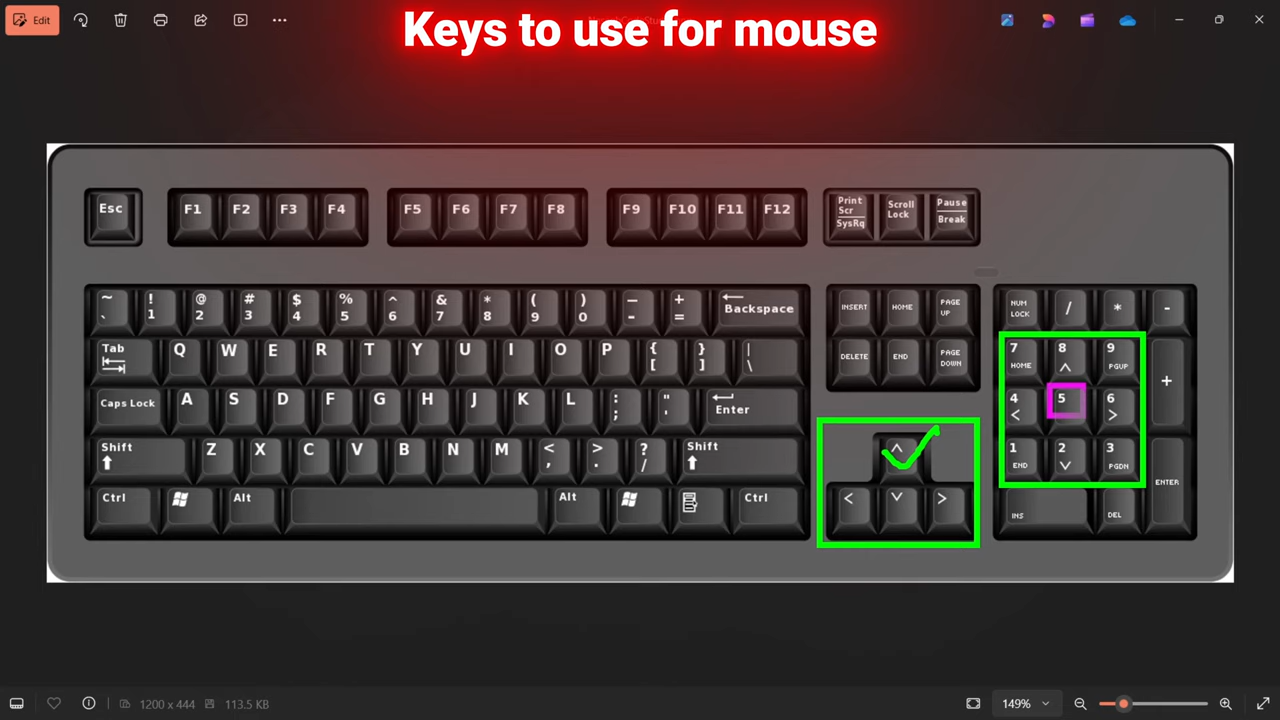 Edit
Keys to use for mouse
Esc F1 F2 F3 F4 F5 F6 F7 F8 F9 F10 F11 F12 Print Scr SysRq Scroll Lock Pause Break
~ ` ! 1 @ 2 # 3 $ 4 % 5 ^ 6 & 7 * 8 ( 9 ) 0 — - + = Backspace INSERT HOME PAGE UP NUM LOCK / * -
Tab Q W E R T Y U I O P { [ } ] | \ DELETE END PAGE DOWN 7 HOME 8 9 PGUP +
Caps Lock A S D F G H J K L : ; " ' Enter 4 < 5 6 >
Shift Z X C V B N M < , > . ? / Shift 1 END 2 3 PGDN ENTER
Ctrl Alt Alt Ctrl < > INS DEL
1200 x 444 113.5 KB 149%